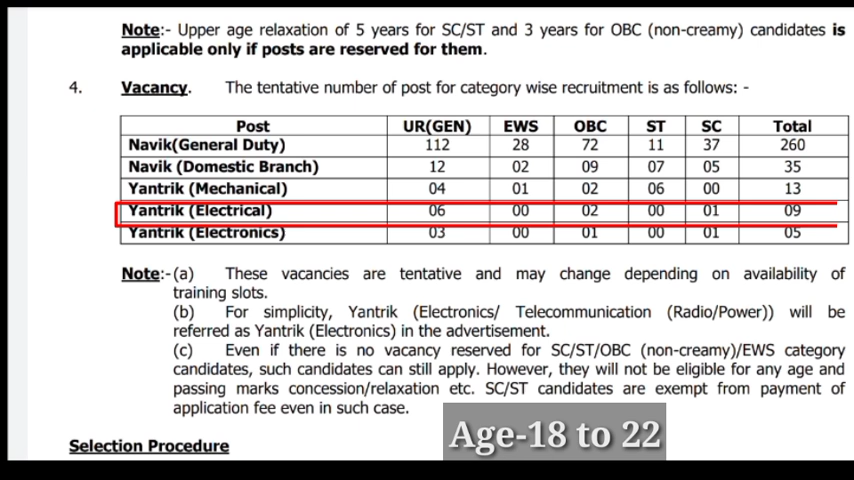 Note:- Upper age relaxation of 5 years for SC/ST and 3 years for OBC (non-creamy) candidates is
applicable only if posts are reserved for them.
4. Vacancy. The tentative number of post for category wise recruitment is as follows: -
Post UR(GEN) EWS OBC ST SC Total
Navik(General Duty) 112 28 72 11 37 260
Navik (Domestic Branch) 12 02 09 07 05 35
Yantrik (Mechanical) 04 01 02 06 00 13
Yantrik (Electrical) 06 00 02 00 01 09
Yantrik (Electronics) 03 00 01 00 01 05
Note:-(a) These vacancies are tentative and may change depending on availability of
training slots.
(b) For simplicity, Yantrik (Electronics/ Telecommunication (Radio/Power)) will be
referred as Yantrik (Electronics) in the advertisement.
(c) Even if there is no vacancy reserved for SC/ST/OBC (non-creamy)/EWS category
candidates, such candidates can still apply. However, they will not be eligible for any age and
passing marks concession/relaxation etc. SC/ST candidates are exempt from payment of
application fee even in such case.
Age-18 to 22
Selection Procedure